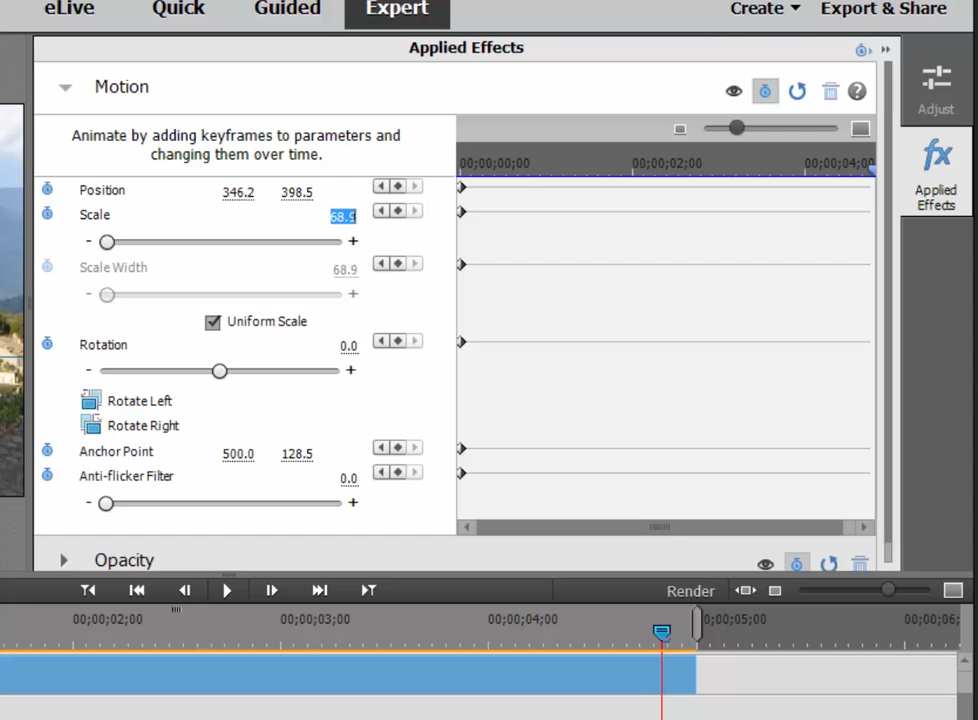 eLive Quick Guided Expert Create Export & Share
Applied Effects
Motion
Adjust
Animate by adding keyframes to parameters and
changing them over time.
00;00;00;00 00;00;02;00 00;00;04;00
Applied
Effects
Position 346.2 398.5
Scale 68.9
- +
Scale Width 68.9
- +
Uniform Scale
Rotation 0.0
- +
Rotate Left
Rotate Right
Anchor Point 500.0 128.5
Anti-flicker Filter 0.0
- +
Opacity
Render
00;00;02;00 00;00;03;00 00;00;04;00 00;00;05;00 00;00;06;